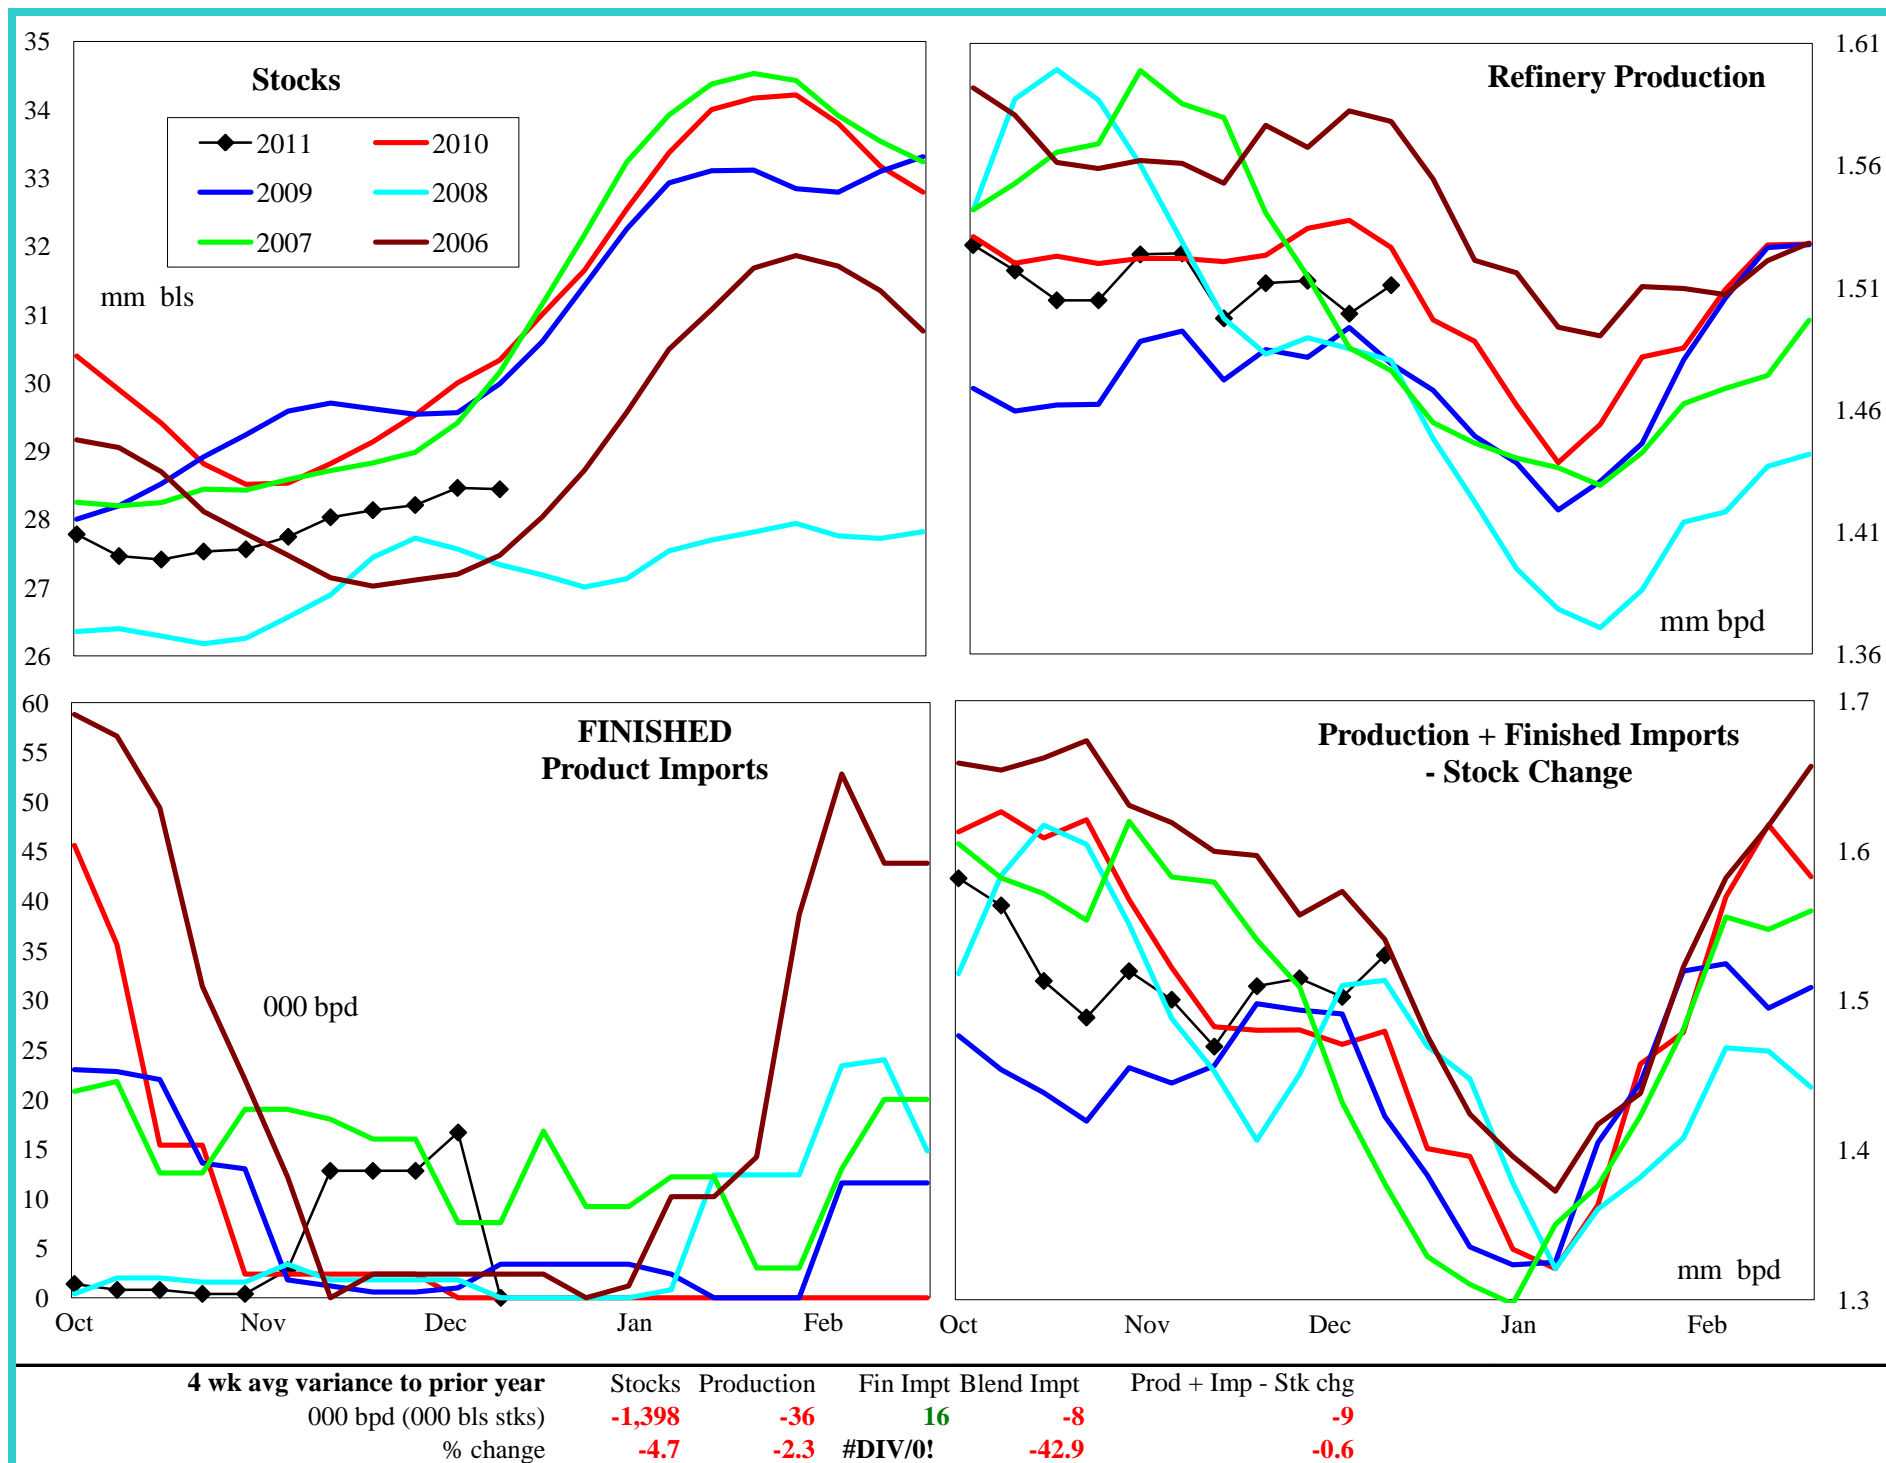 Stocks
2011 2010
2009 2008
2007 2006
mm bls
35
34
33
32
31
30
29
28
27
26
Refinery Production
mm bpd
1.61
1.56
1.51
1.46
1.41
1.36
FINISHED
Product Imports
000 bpd
60
55
50
45
40
35
30
25
20
15
10
5
0
Oct Nov Dec Jan Feb
Production + Finished Imports
- Stock Change
mm bpd
1.7
1.6
1.5
1.4
1.3
Oct Nov Dec Jan Feb
4 wk avg variance to prior year Stocks Production Fin Impt Blend Impt Prod + Imp - Stk chg
000 bpd (000 bls stks) -1,398 -36 16 -8 -9
% change -4.7 -2.3 #DIV/0! -42.9 -0.6